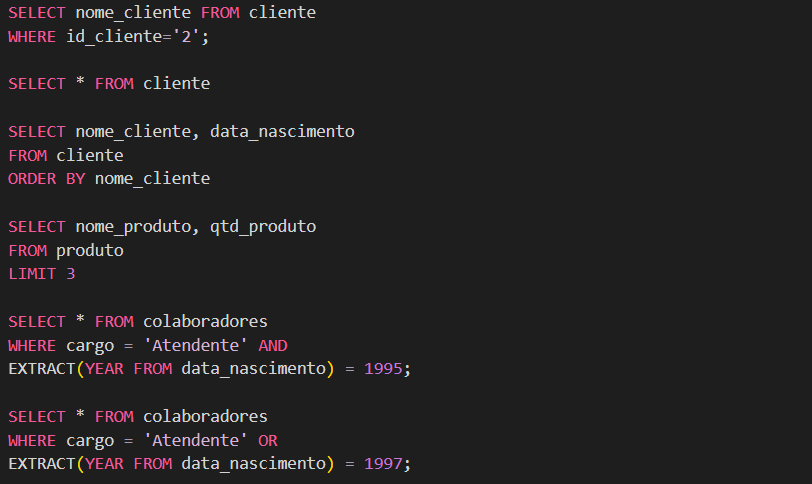 SELECT nome_cliente FROM cliente
WHERE id_cliente='2';
SELECT * FROM cliente
SELECT nome_cliente, data_nascimento
FROM cliente
ORDER BY nome_cliente
SELECT nome_produto, qtd_produto
FROM produto
LIMIT 3
SELECT * FROM colaboradores
WHERE cargo = 'Atendente' AND
EXTRACT(YEAR FROM data_nascimento) = 1995;
SELECT * FROM colaboradores
WHERE cargo = 'Atendente' OR
EXTRACT(YEAR FROM data_nascimento) = 1997;